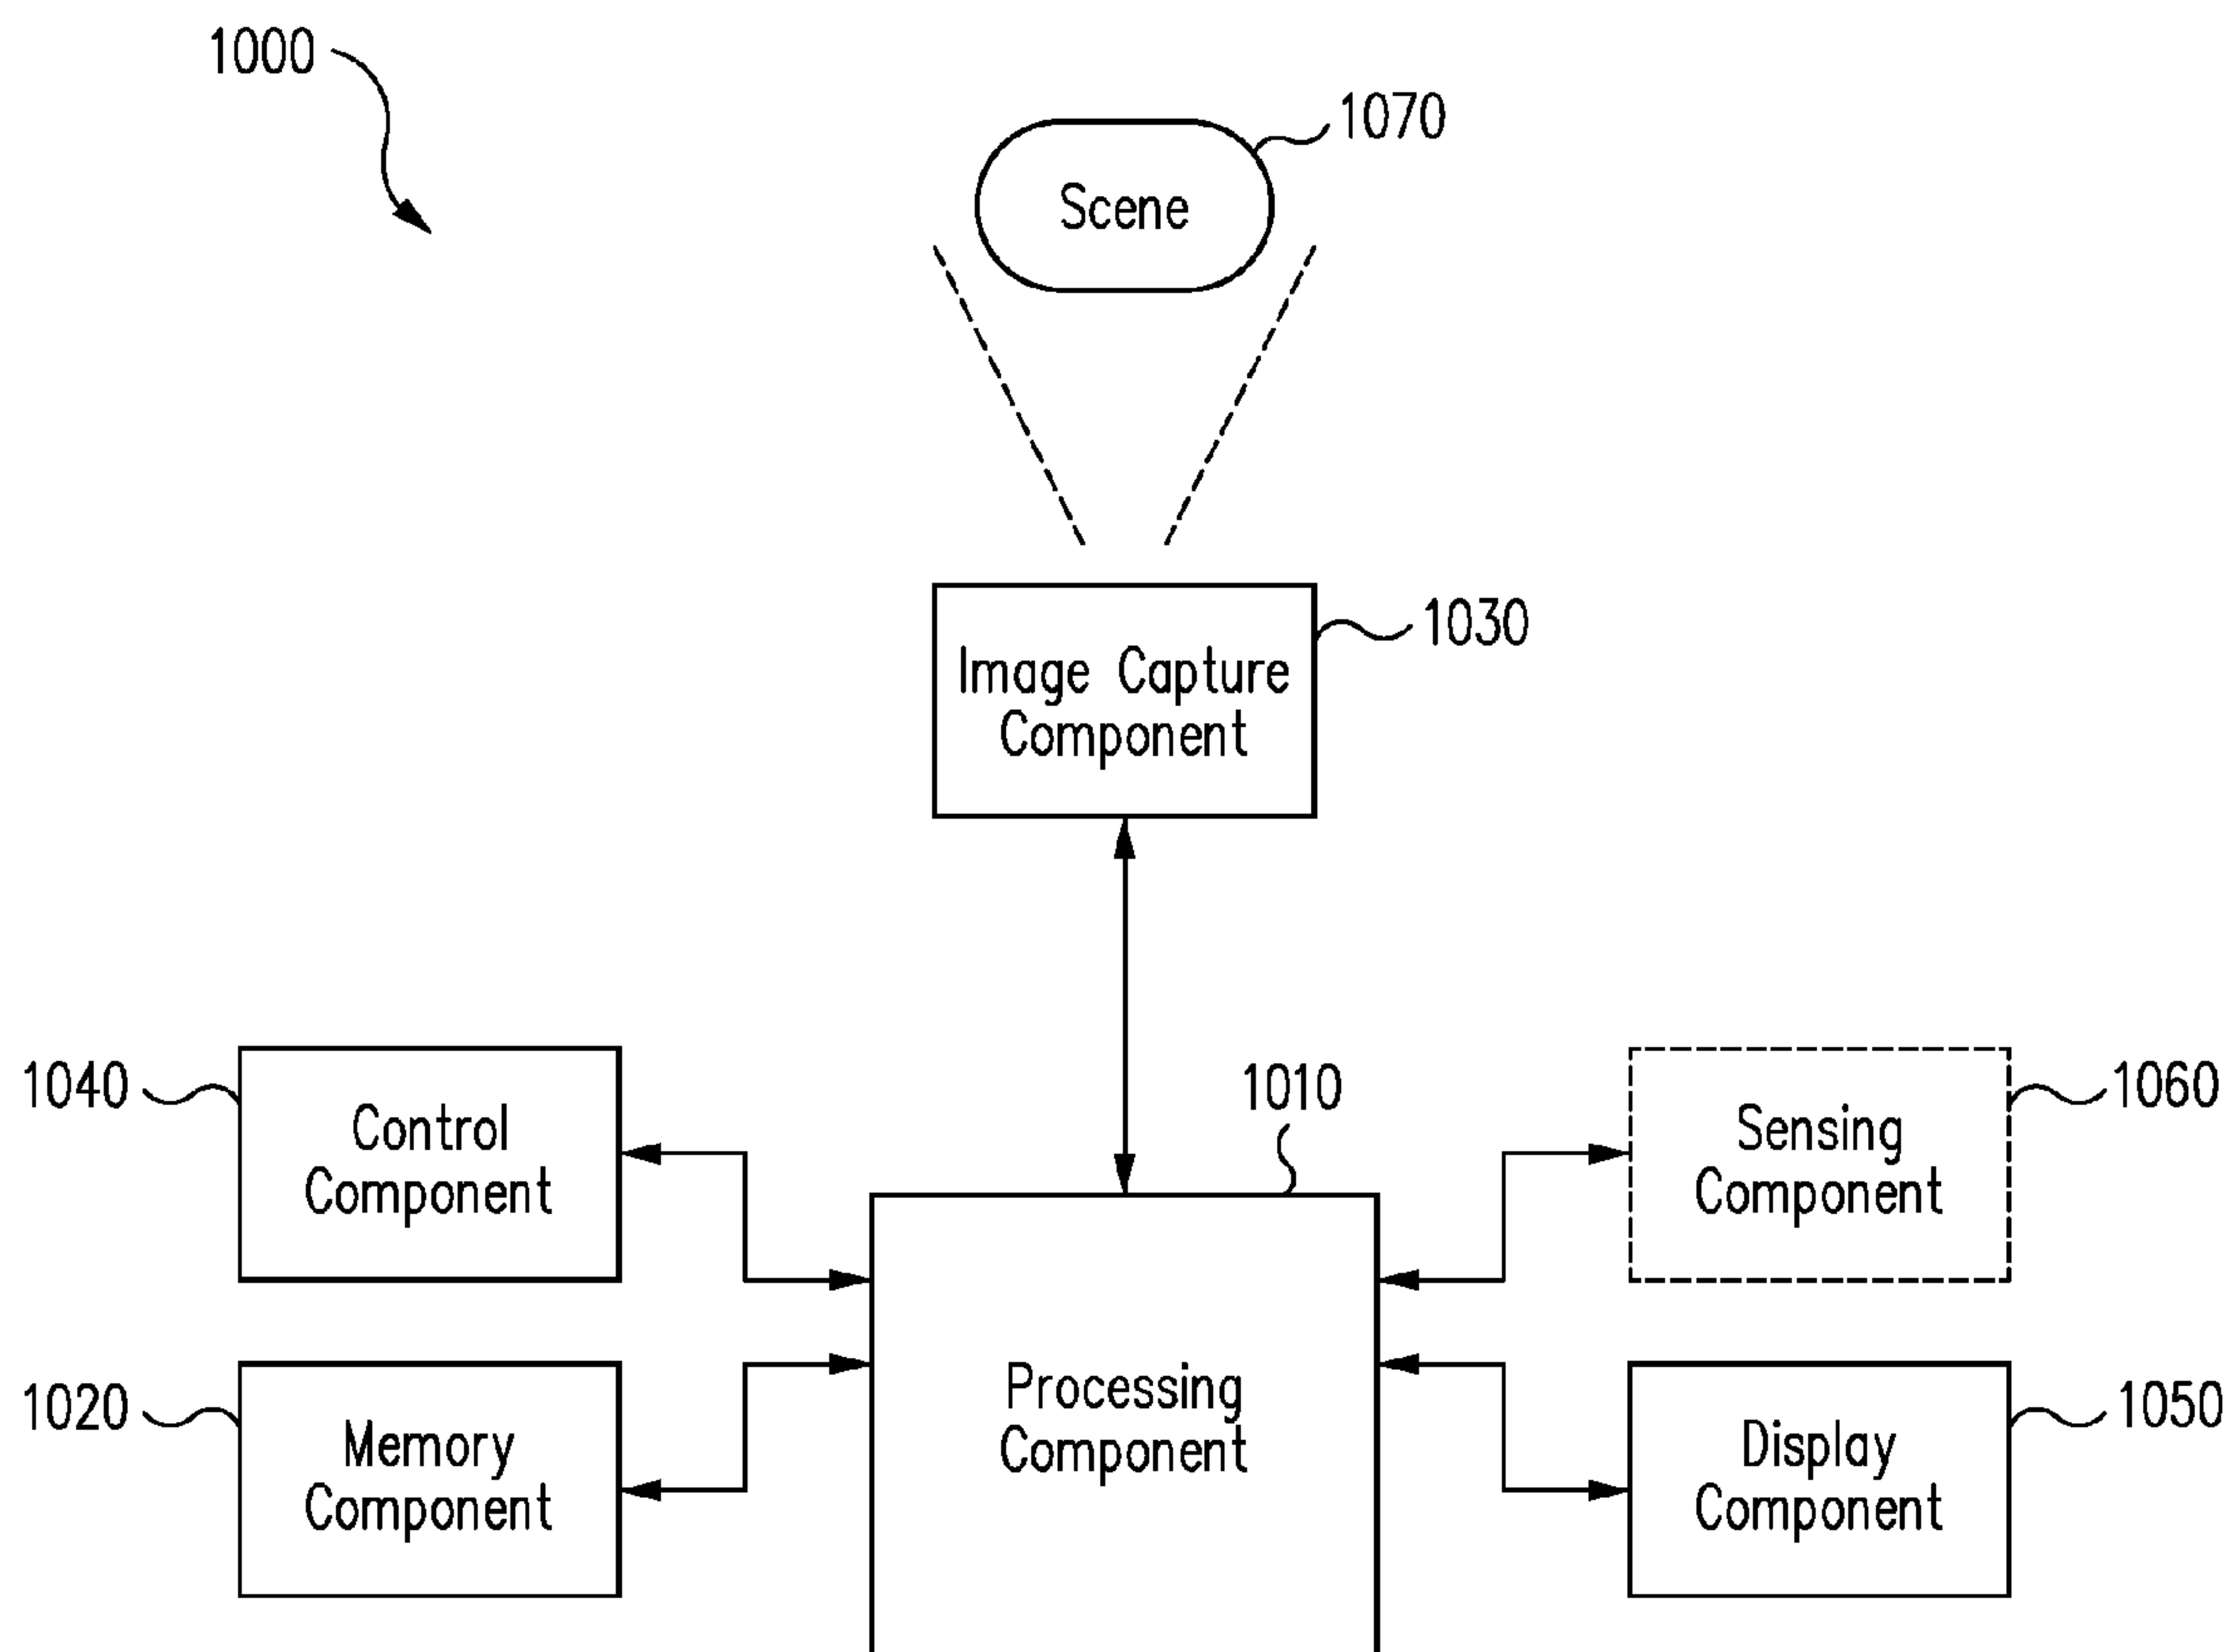 1000
1070
Scene
1030
Image Capture
Component
1040
Control
Component
1010
1060
Sensing
Component
1020
Memory
Component
Processing
Component
1050
Display
Component